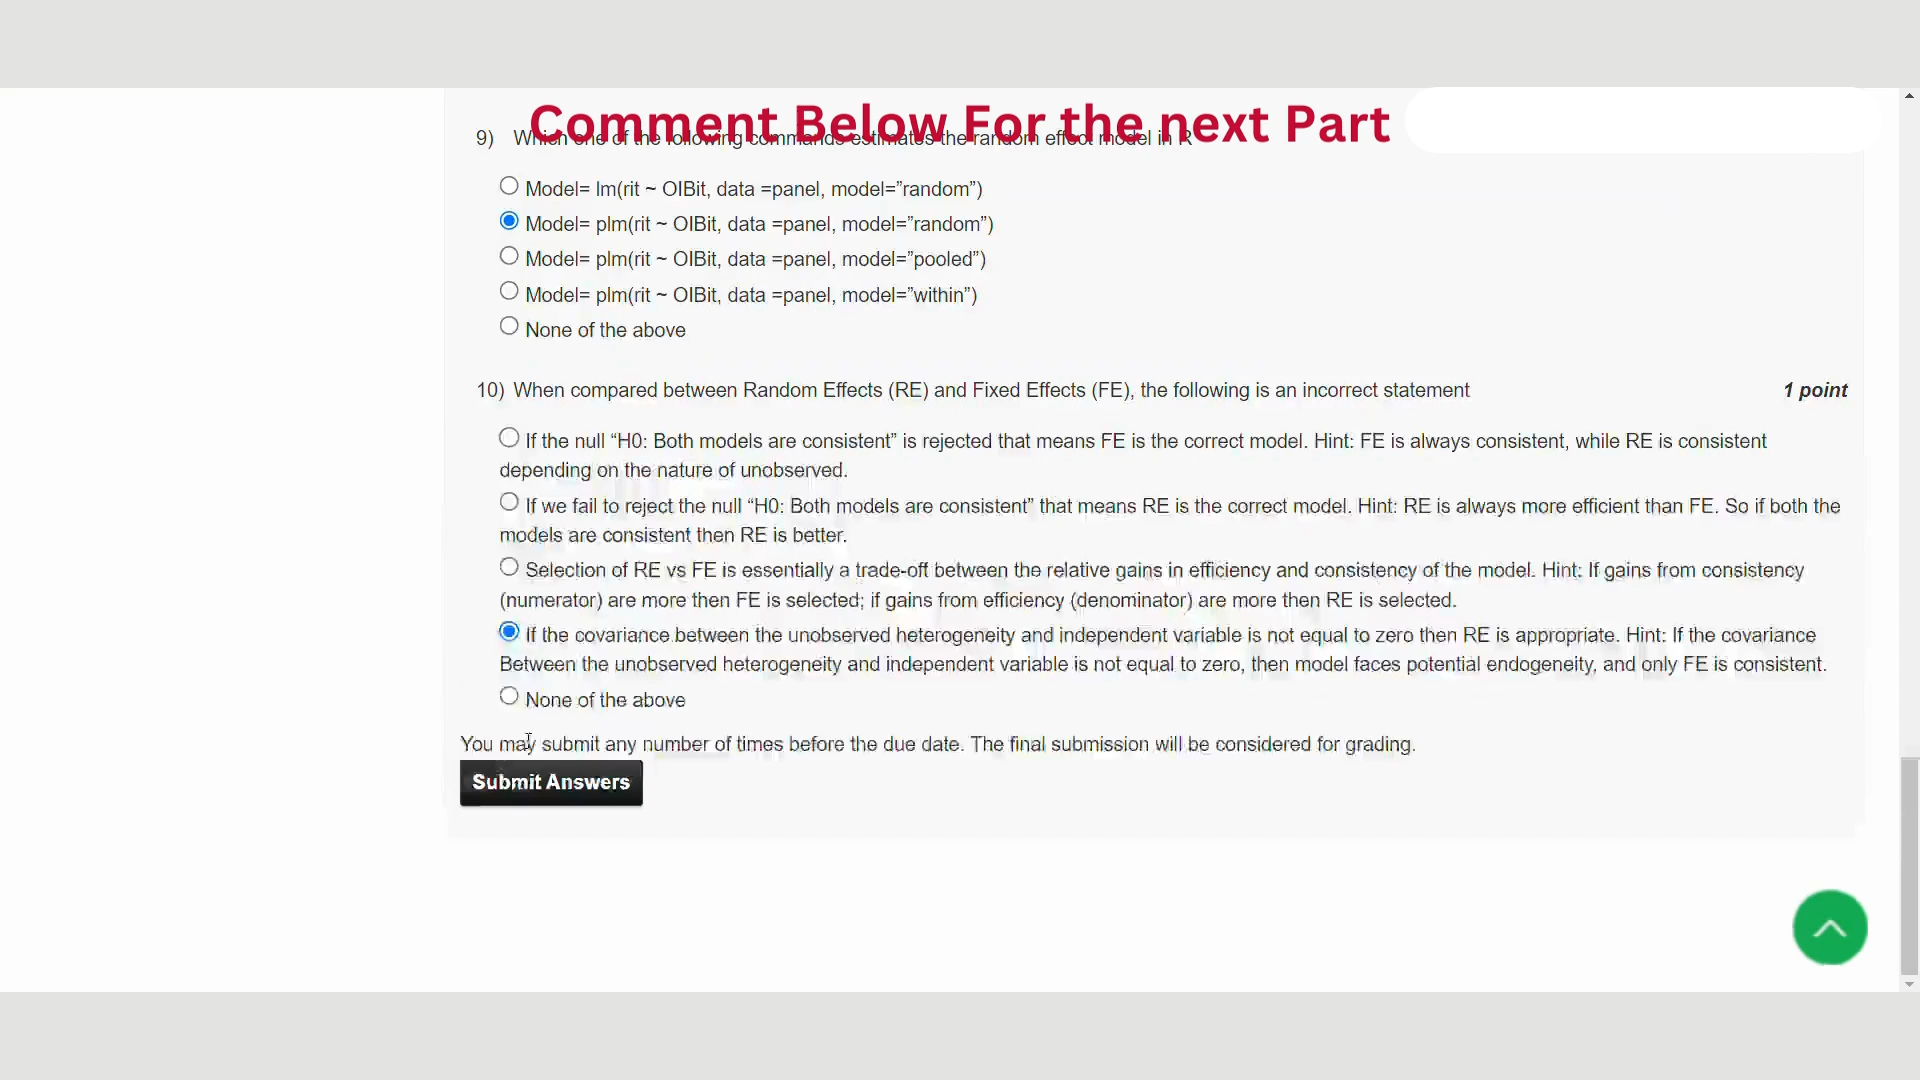 Comment Below For the next Part
9) Which one of the following commands estimates the random effect model in R
Model= lm(rit ~ OIBit, data =panel, model=”random”)
Model= plm(rit ~ OIBit, data =panel, model=”random”)
Model= plm(rit ~ OIBit, data =panel, model=”pooled”)
Model= plm(rit ~ OIBit, data =panel, model=”within”)
None of the above
10) When compared between Random Effects (RE) and Fixed Effects (FE), the following is an incorrect statement 1 point
If the null “H0: Both models are consistent” is rejected that means FE is the correct model. Hint: FE is always consistent, while RE is consistent
depending on the nature of unobserved.
If we fail to reject the null “H0: Both models are consistent” that means RE is the correct model. Hint: RE is always more efficient than FE. So if both the
models are consistent then RE is better.
Selection of RE vs FE is essentially a trade-off between the relative gains in efficiency and consistency of the model. Hint: If gains from consistency
(numerator) are more then FE is selected; if gains from efficiency (denominator) are more then RE is selected.
If the covariance between the unobserved heterogeneity and independent variable is not equal to zero then RE is appropriate. Hint: If the covariance
Between the unobserved heterogeneity and independent variable is not equal to zero, then model faces potential endogeneity, and only FE is consistent.
None of the above
You may submit any number of times before the due date. The final submission will be considered for grading.
Submit Answers